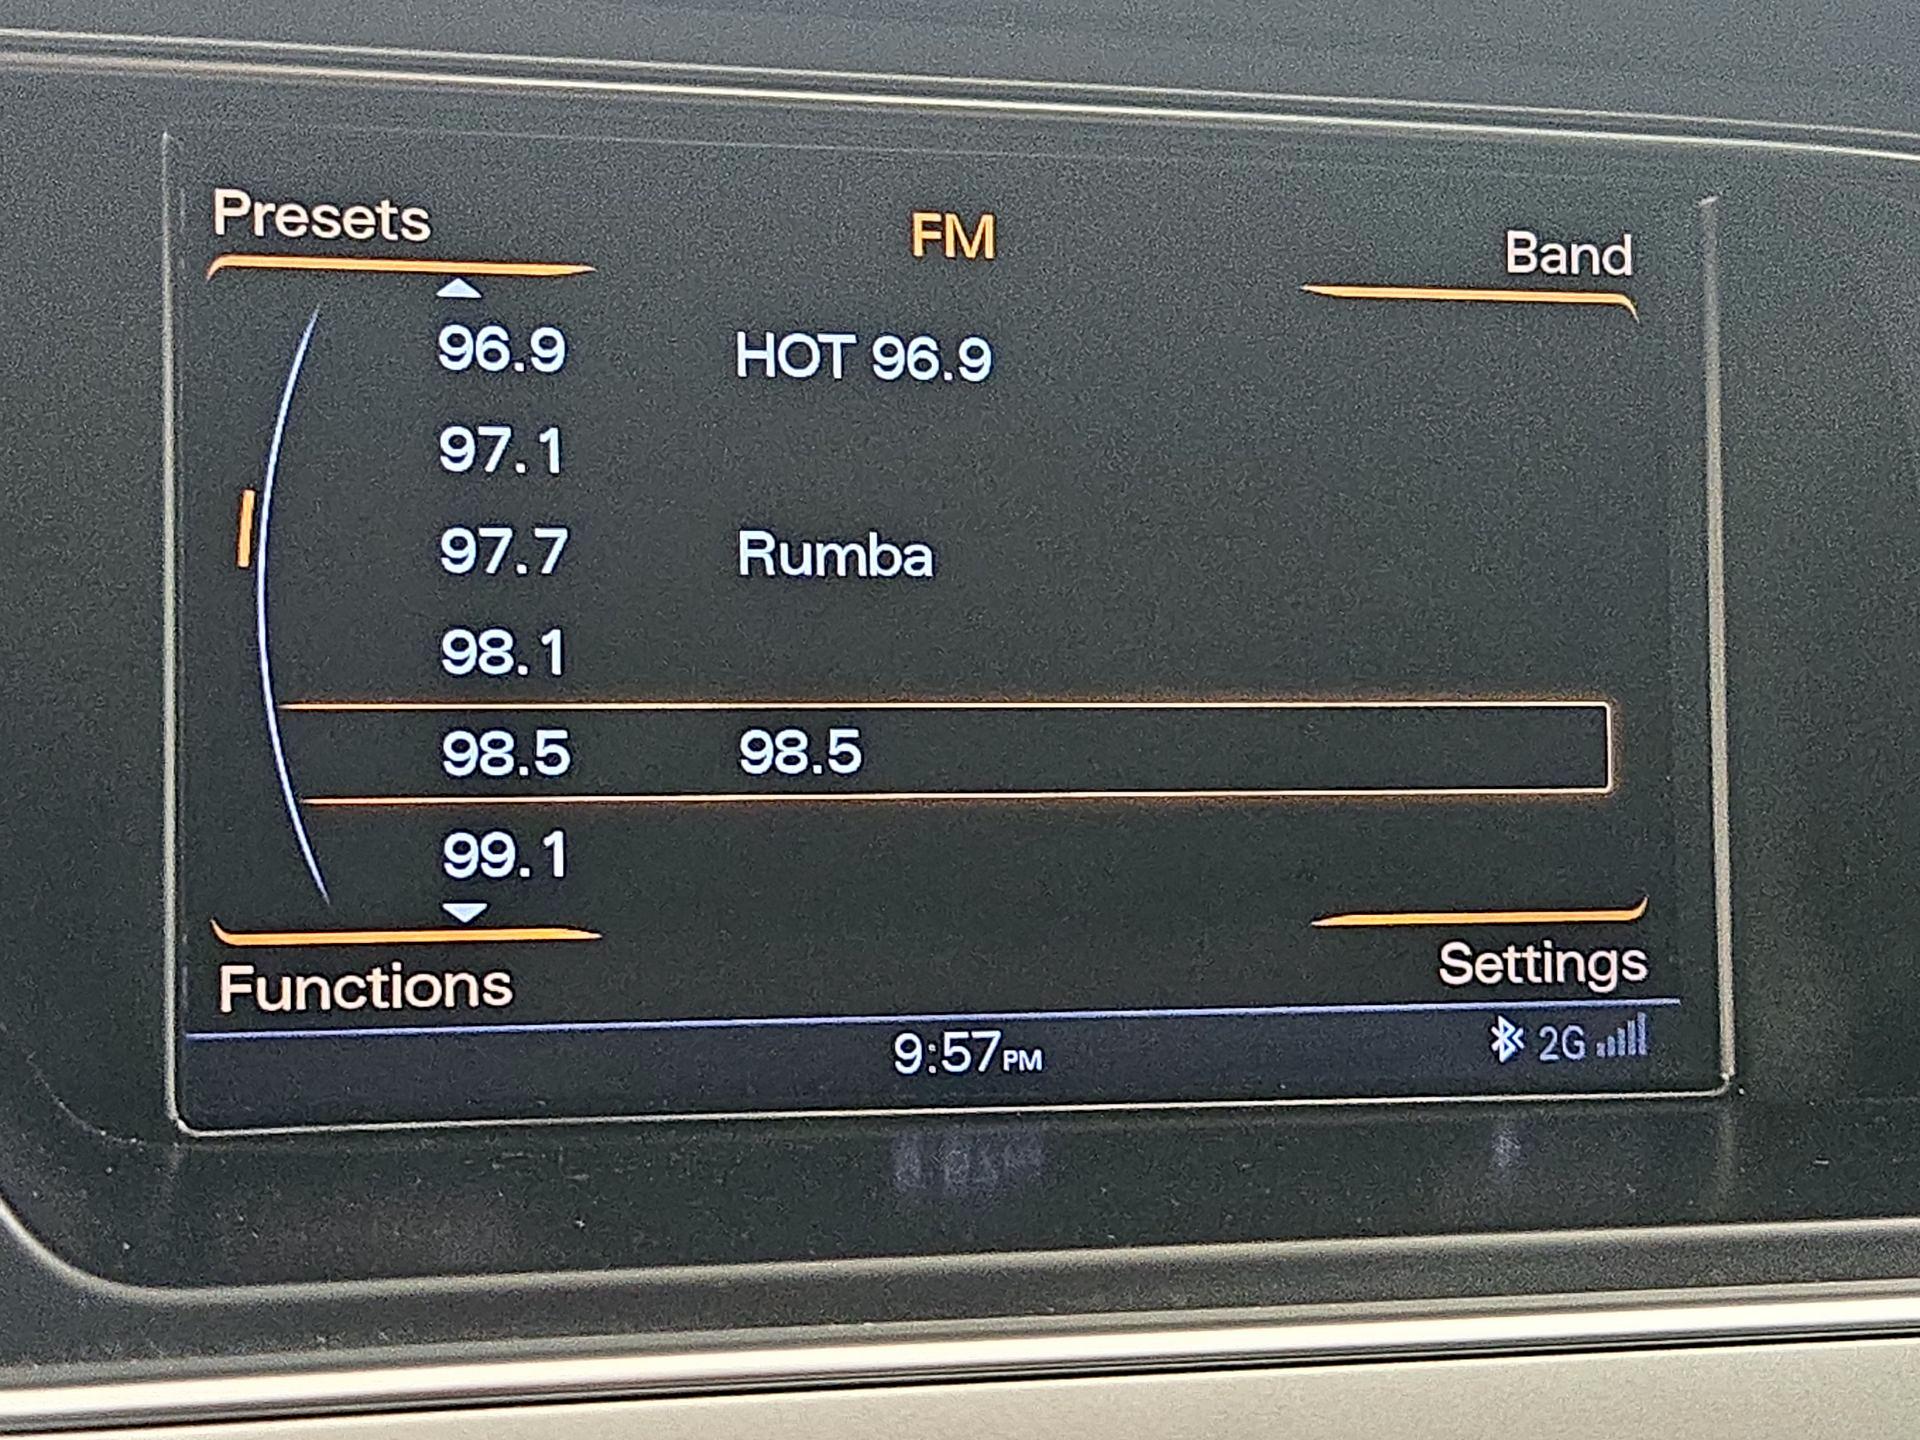 Presets FM Band
96.9 HOT 96.9
97.1
97.7 Rumba
98.1
98.5 98.5
99.1
Functions Settings
9:57PM 2G